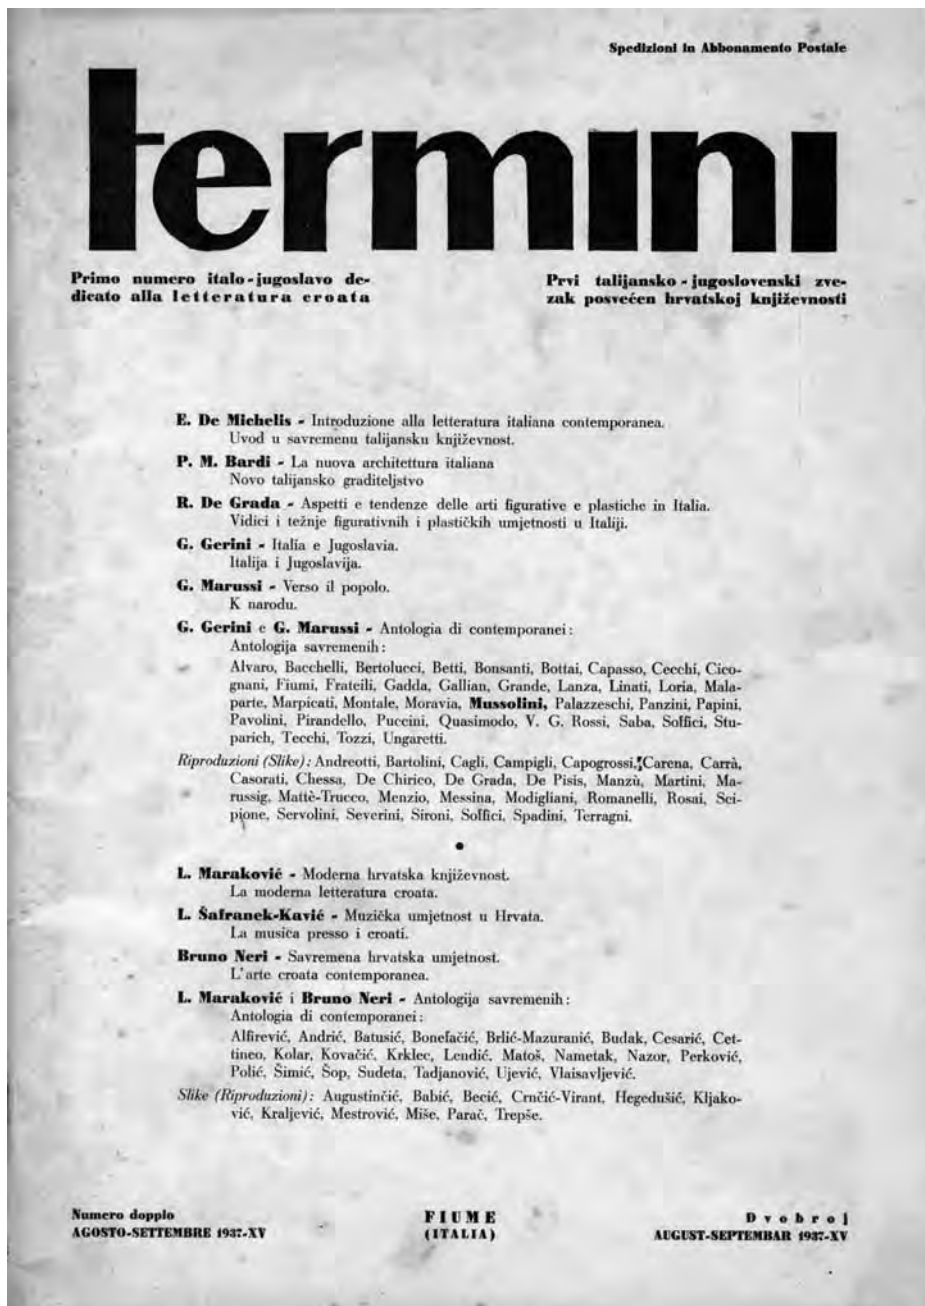 Spedizioni in Abbonamento Postale
termini
Primo numero italo-jugoslavo de-
dicato alla letteratura croata
Prvi talijansko-jugoslovenski zve-
zak posvećen hrvatskoj književnosti
E. De Michelis - Introduzione alla letteratura italiana contemporanea.
Uvod u savremenu talijansku književnost.
P. M. Bardi - La nuova architettura italiana
Novo talijansko graditeljstvo
R. De Grada - Aspetti e tendenze delle arti figurative e plastiche in Italia.
Vidici i težnje figurativnih i plastičkih umjetnosti u Italiji.
G. Gerini - Italia e Jugoslavia.
Italija i Jugoslavija.
G. Marussi - Verso il popolo.
K narodu.
G. Gerini e G. Marussi - Antologia di contemporanei:
Antologija savremenih:
Alvaro, Bacchelli, Bertolucci, Betti, Bonsanti, Bottai, Capasso, Cecchi, Cico-
gnani, Fiumi, Frateili, Gadda, Gallian, Grande, Lanza, Linati, Loria, Mala-
parte, Marpicati, Montale, Moravia, Mussolini, Palazzeschi, Panzini, Papini,
Pavolini, Pirandello, Puccini, Quasimodo, V. G. Rossi, Saba, Soffici, Stu-
parich, Tecchi, Tozzi, Ungaretti.
Riproduzioni (Slike): Andreotti, Bartolini, Cagli, Campigli, Capogrossi, Carena, Carrà,
Casorati, Chessa, De Chirico, De Grada, De Pisis, Manzù, Martini, Ma-
russig, Mattè-Trucco, Menzio, Messina, Modigliani, Romanelli, Rosai, Sci-
pione, Servolini, Severini, Sironi, Soffici, Spadini, Terragni.
L. Maraković - Moderna hrvatska književnost.
La moderna letteratura croata.
L. Šafranek-Kavić - Muzička umjetnost u Hrvata.
La musica presso i croati.
Bruno Neri - Savremena hrvatska umjetnost.
L'arte croata contemporanea.
L. Maraković i Bruno Neri - Antologija savremenih:
Antologia di contemporanei:
Alfirević, Andrić, Batusić, Bonefačić, Brlić-Mazuranić, Budak, Cesarić, Cet-
tineo, Kolar, Kovačić, Krklec, Lendić, Matoš, Nametak, Nazor, Perković,
Polić, Šimić, Šop, Sudeta, Tadjanović, Ujević, Vlaisavljević.
Slike (Riproduzioni): Augustinčić, Babić, Becić, Crnčić-Virant, Hegedušić, Kljako-
vić, Kraljević, Mestrović, Miše, Parać, Trepše.
Numero doppio
AGOSTO-SETTEMBRE 1937-XV
FIUME
(ITALIA)
Dvobroj
AUGUST-SEPTEMBAR 1937-XV